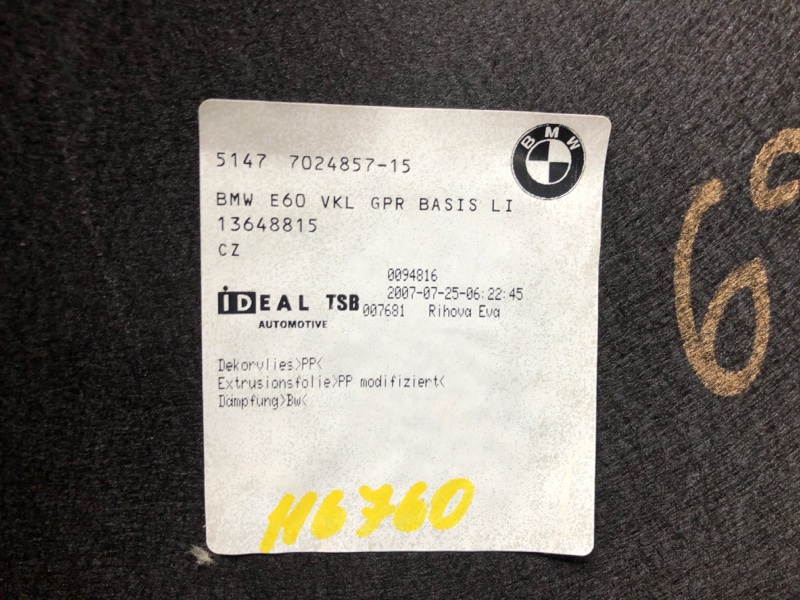 BMW
5147 7024857-15
BMW E60 VKL GPR BASIS LI
13648815
CZ
0094816
2007-07-25-06:22:45
iDEAL TSB 007681 Rihova Eva
AUTOMOTIVE
Dekorvlies>PP<
Extrusionsfolie>PP modifiziert<
Dämpfung>Bw<
116760